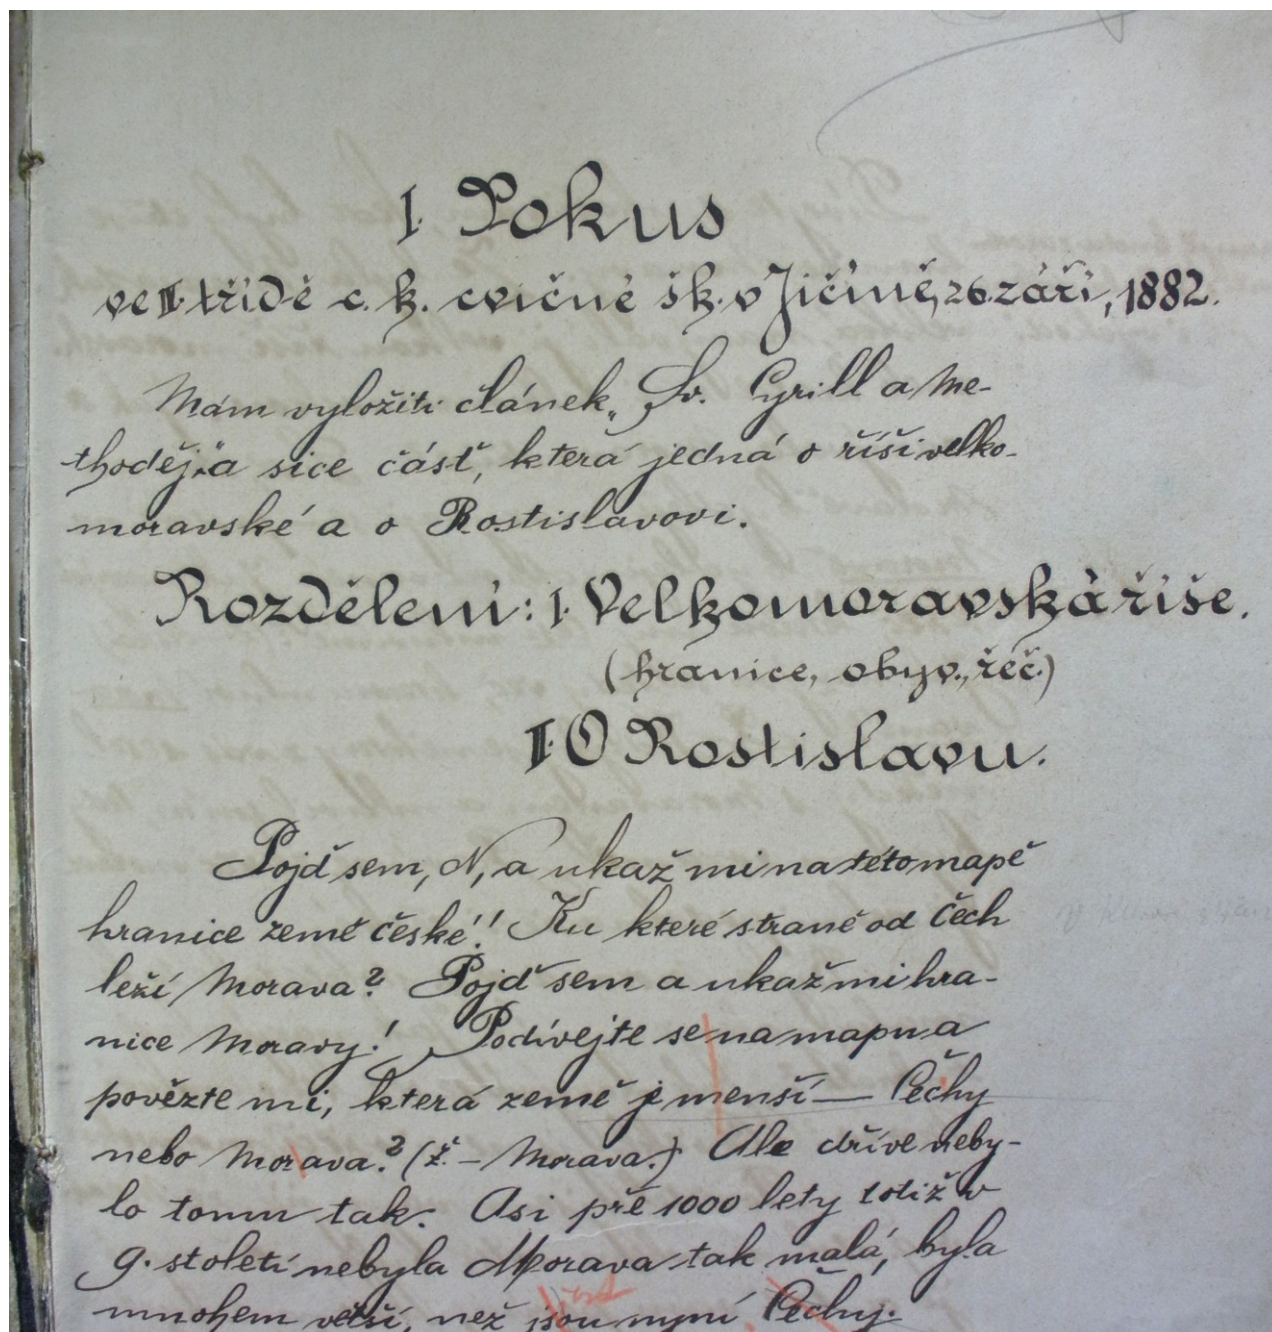 I. Pokus
ve II. třídě c. k. cvičné šk. v Jičíně, 26. září, 1882.
Mám vyložiti článek „Sv. Cyrill a Me-
thoděj“ a sice část, která jedná o říši velko-
moravské a o Rostislavovi.
Rozdělení: I. Velkomoravská říše.
(hranice, obyv., řeč.)
II. O Rostislavu.
Pojď sem, N, a ukaž mi na této mapě
hranice země české! Ku které straně od Čech
leží Morava? Pojď sem a ukaž mi hra-
nice Moravy! Podívejte se na mapu a
povězte mi, která země je menší — Čechy
nebo Morava? (ž. – Morava.) Ale dříve neby-
lo tomu tak. Asi pře 1000 lety totiž v
9. století nebyla Morava tak malá, byla
mnohem větší, než jsou nyní Čechy.